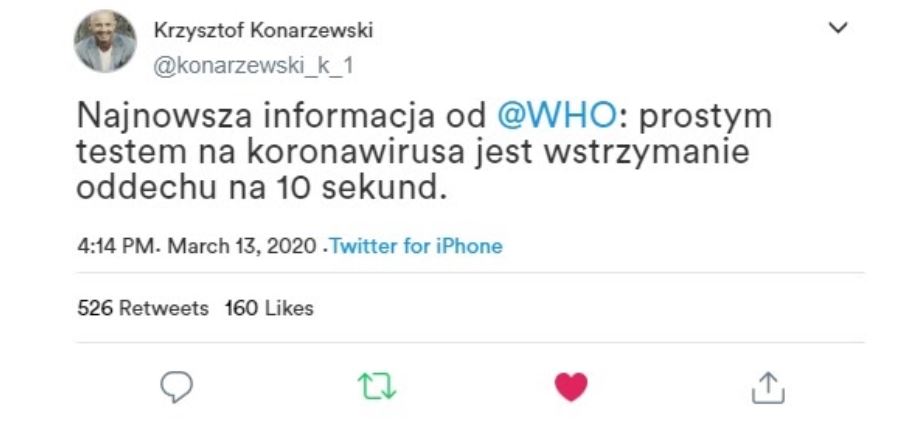 Krzysztof Konarzewski
@konarzewski_k_1
Najnowsza informacja od @WHO: prostym
testem na koronawirusa jest wstrzymanie
oddechu na 10 sekund.
4:14 PM. March 13, 2020 .Twitter for iPhone
526 Retweets 160 Likes